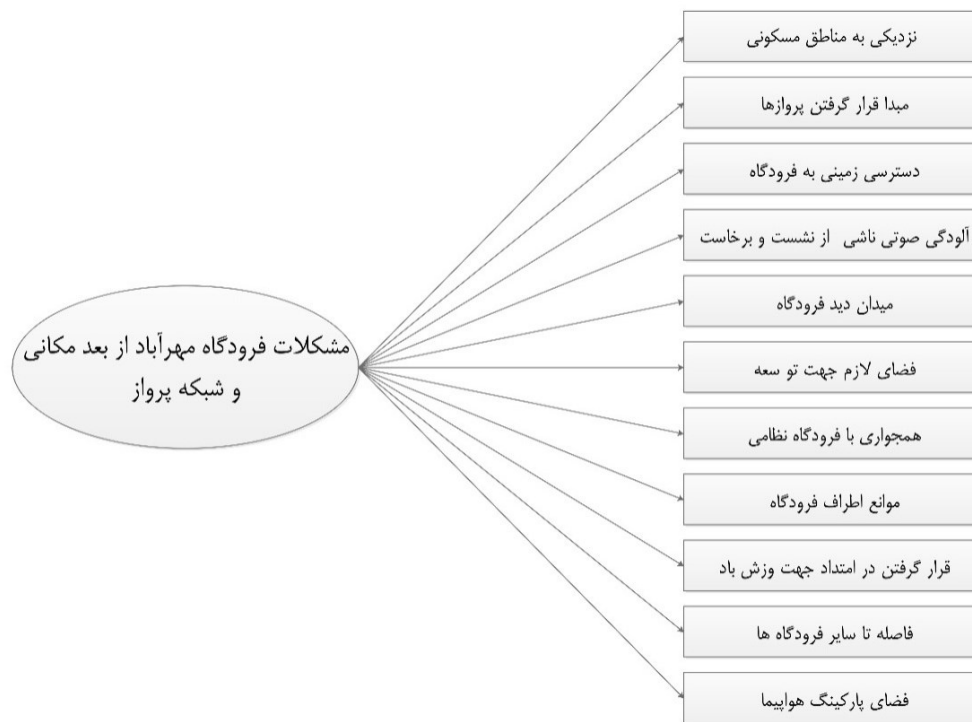 نزدیکی به مناطق مسکونی
مبدا قرار گرفتن پروازها
دسترسی زمینی به فرودگاه
آلودگی صوتی ناشی از نشست و برخاست
میدان دید فرودگاه
فضای لازم جهت تو سعه
همجواری با فرودگاه نظامی
موانع اطراف فرودگاه
قرار گرفتن در امتداد جهت وزش باد
فاصله تا سایر فرودگاه ها
فضای پارکینگ هواپیما
مشکلات فرودگاه مهرآباد از بعد مکانی
و شبکه پرواز